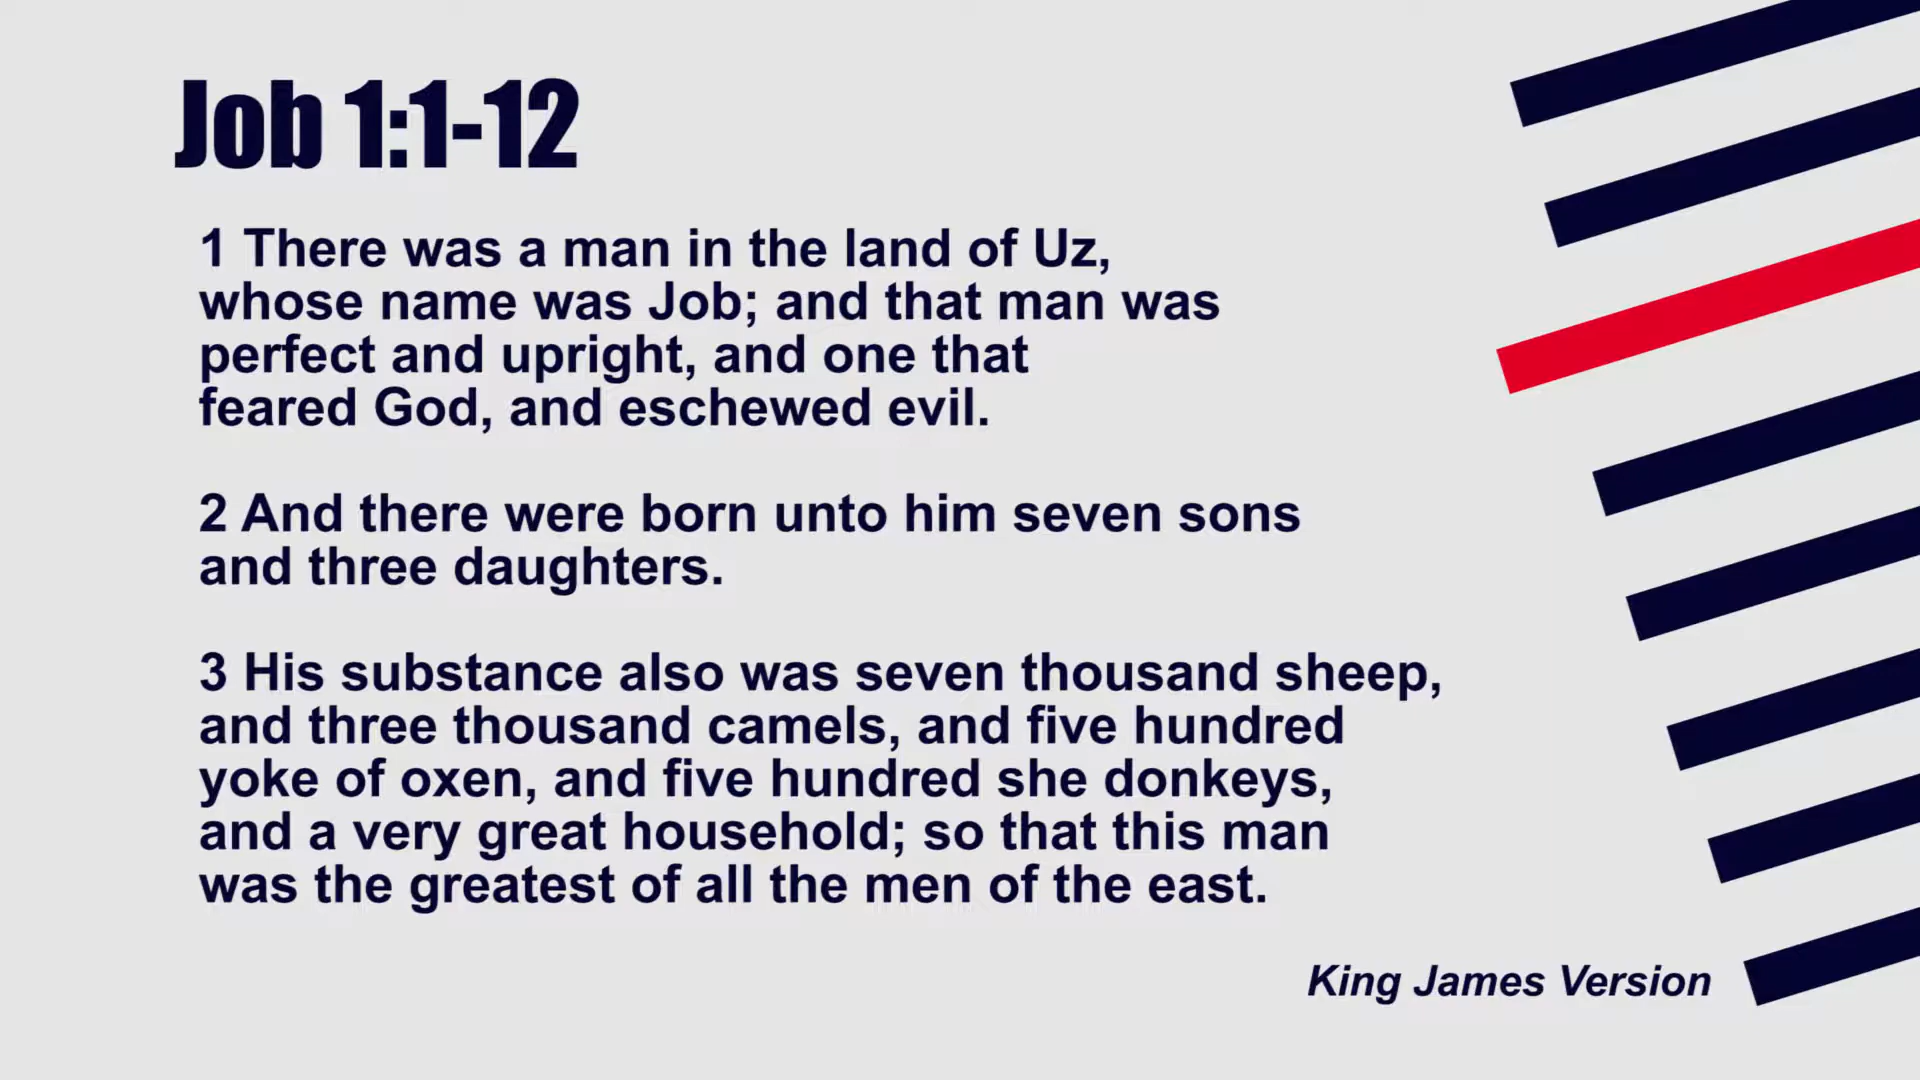 Job 1:1-12
1 There was a man in the land of Uz,
whose name was Job; and that man was
perfect and upright, and one that
feared God, and eschewed evil.
2 And there were born unto him seven sons
and three daughters.
3 His substance also was seven thousand sheep,
and three thousand camels, and five hundred
yoke of oxen, and five hundred she donkeys,
and a very great household; so that this man
was the greatest of all the men of the east.
King James Version